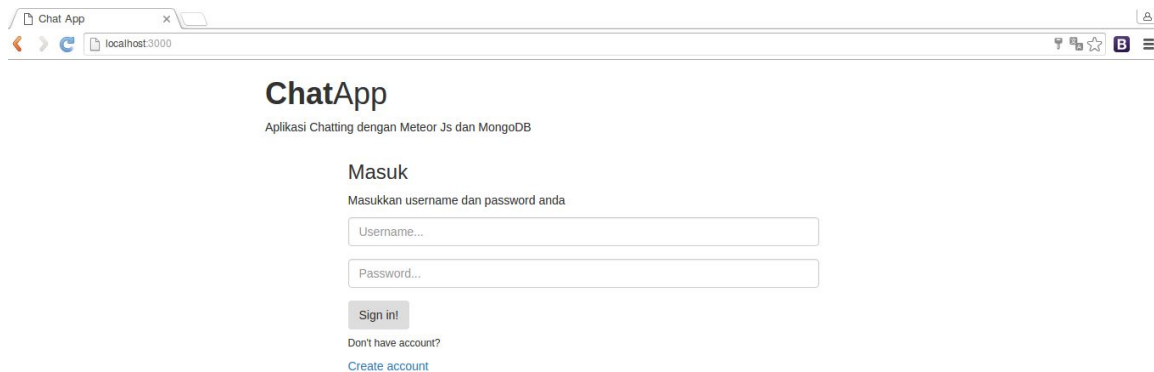 Chat App
localhost:3000
B
ChatApp
Aplikasi Chatting dengan Meteor Js dan MongoDB
Masuk
Masukkan username dan password anda
Username...
Password...
Sign in!
Don't have account?
Create account